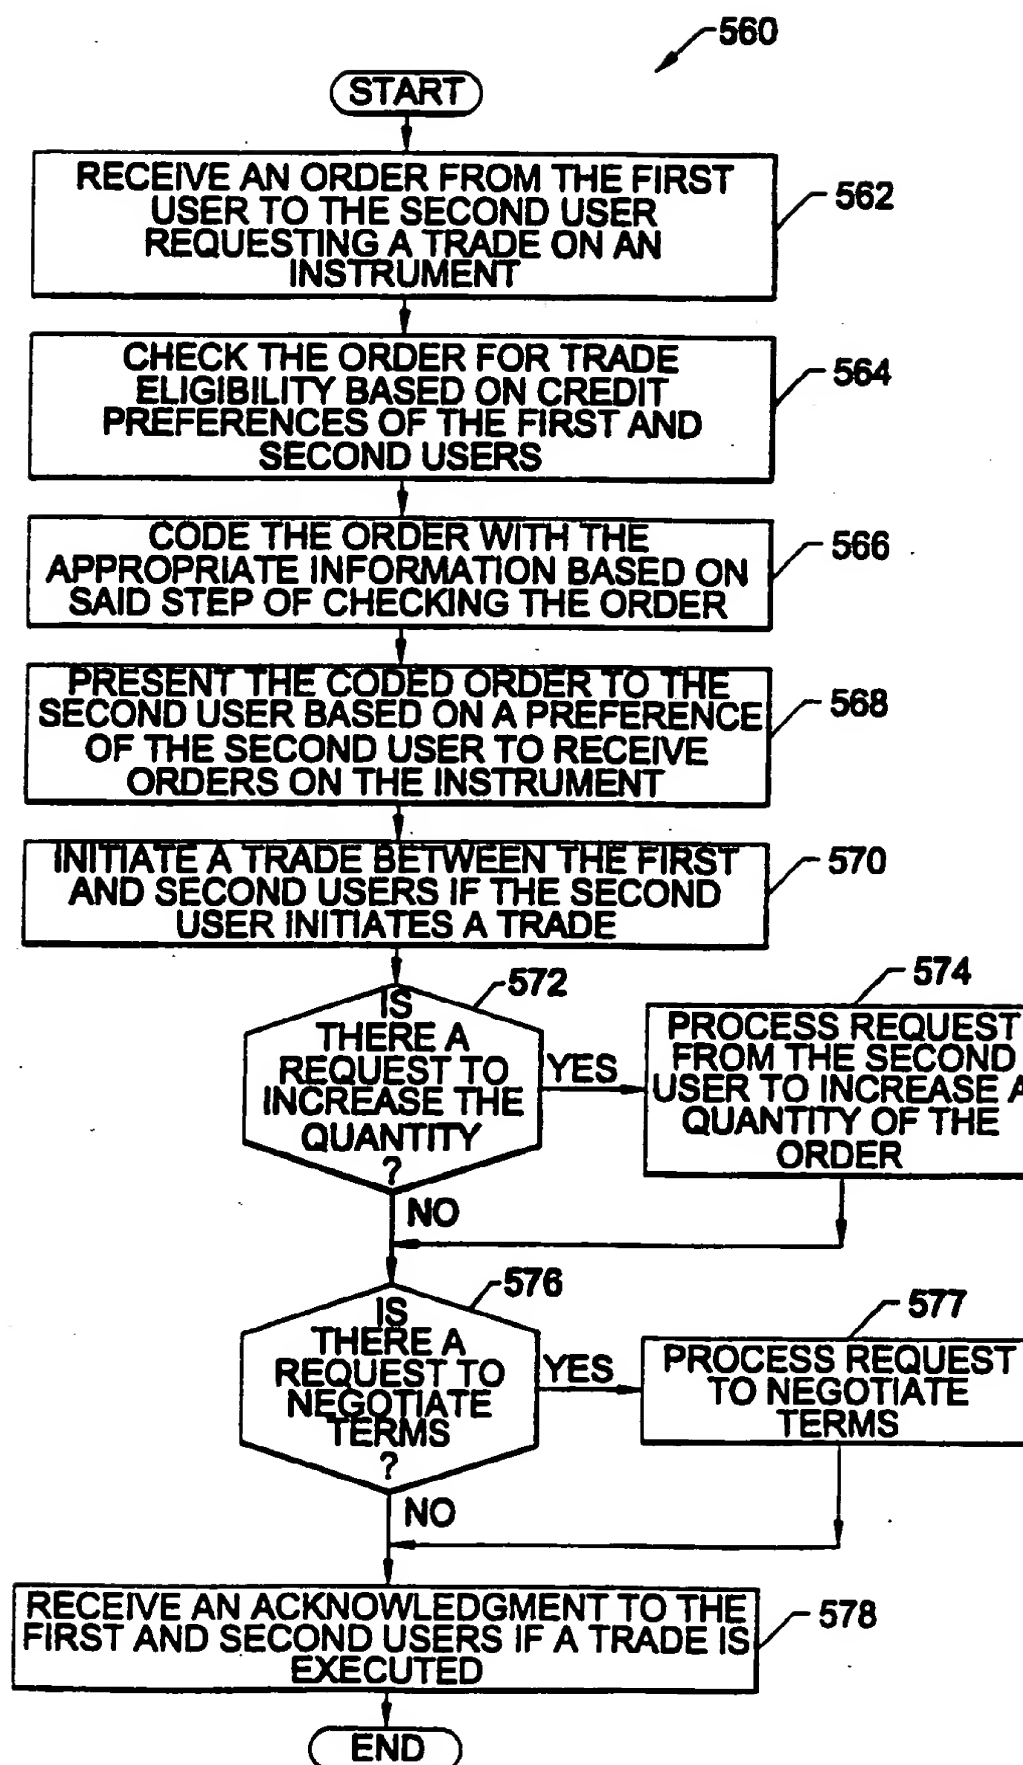 560
START
RECEIVE AN ORDER FROM THE FIRST
USER TO THE SECOND USER
REQUESTING A TRADE ON AN
INSTRUMENT
562
CHECK THE ORDER FOR TRADE
ELIGIBILITY BASED ON CREDIT
PREFERENCES OF THE FIRST AND
SECOND USERS
564
CODE THE ORDER WITH THE
APPROPRIATE INFORMATION BASED ON
SAID STEP OF CHECKING THE ORDER
566
PRESENT THE CODED ORDER TO THE
SECOND USER BASED ON A PREFERENCE
OF THE SECOND USER TO RECEIVE
ORDERS ON THE INSTRUMENT
568
INITIATE A TRADE BETWEEN THE FIRST
AND SECOND USERS IF THE SECOND
USER INITIATES A TRADE
570
IS
THERE A
REQUEST TO
INCREASE THE
QUANTITY
?
572
YES
NO
PROCESS REQUEST
FROM THE SECOND
USER TO INCREASE A
QUANTITY OF THE
ORDER
574
IS
THERE A
REQUEST TO
NEGOTIATE
TERMS
?
576
YES
NO
PROCESS REQUEST
TO NEGOTIATE
TERMS
577
RECEIVE AN ACKNOWLEDGMENT TO THE
FIRST AND SECOND USERS IF A TRADE IS
EXECUTED
578
END